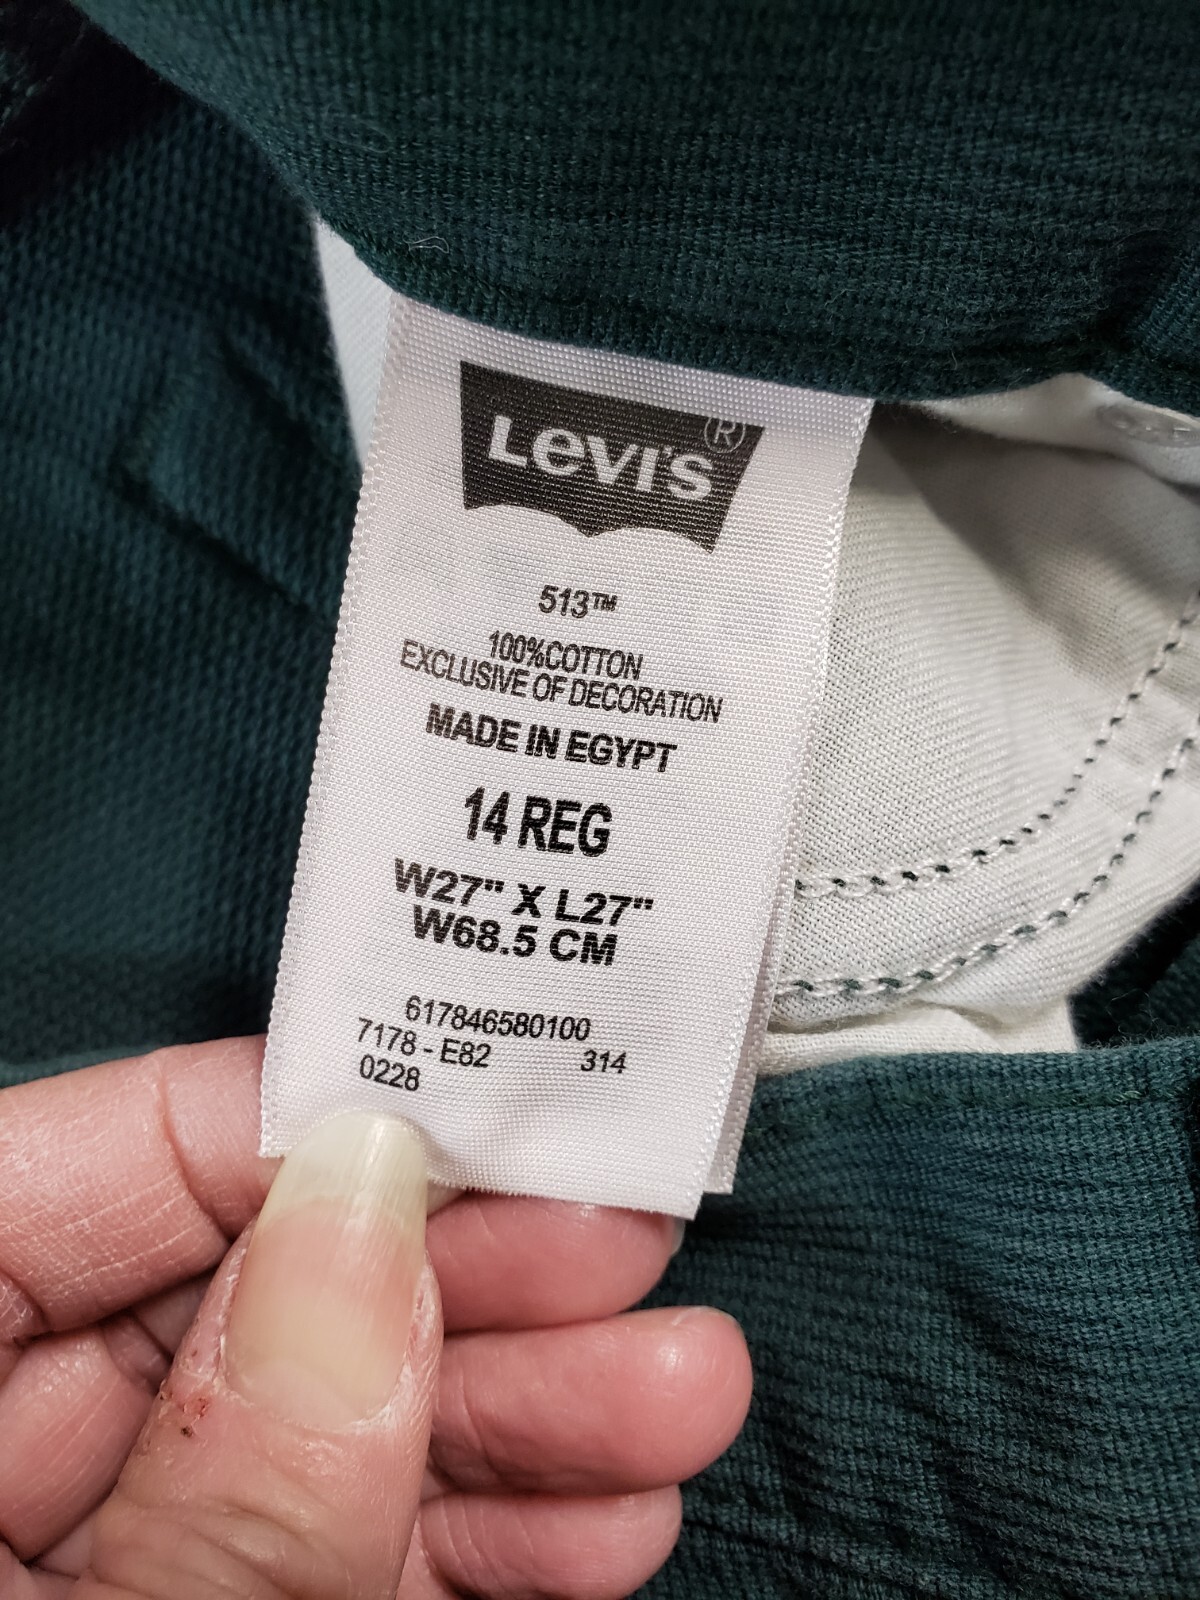 Levi's®
513™
100%COTTON
EXCLUSIVE OF DECORATION
MADE IN EGYPT
14 REG
W27" X L27"
W68.5 CM
617846580100
7178 - E82 314
0228